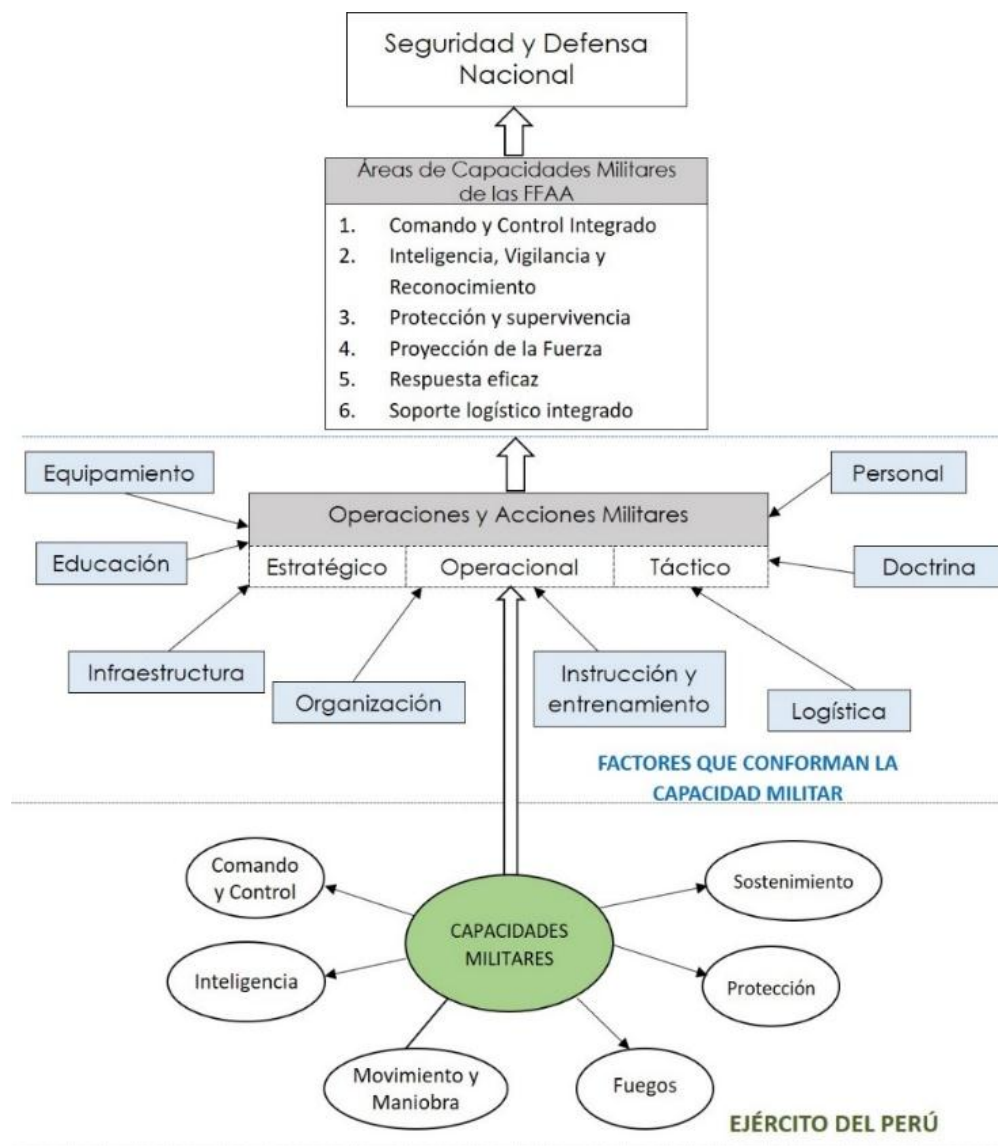 Seguridad y Defensa
Nacional
Áreas de Capacidades Militares
de las FFAA
1. Comando y Control Integrado
2. Inteligencia, Vigilancia y
Reconocimiento
3. Protección y supervivencia
4. Proyección de la Fuerza
5. Respuesta eficaz
6. Soporte logístico integrado
Equipamiento
Personal
Operaciones y Acciones Militares
Educación
Estratégico
Operacional
Táctico
Doctrina
Infraestructura
Organización
Instrucción y
entrenamiento
Logística
FACTORES QUE CONFORMAN LA
CAPACIDAD MILITAR
Comando
y Control
Sostenimiento
CAPACIDADES
MILITARES
Inteligencia
Protección
Movimiento y
Maniobra
Fuegos
EJÉRCITO DEL PERÚ